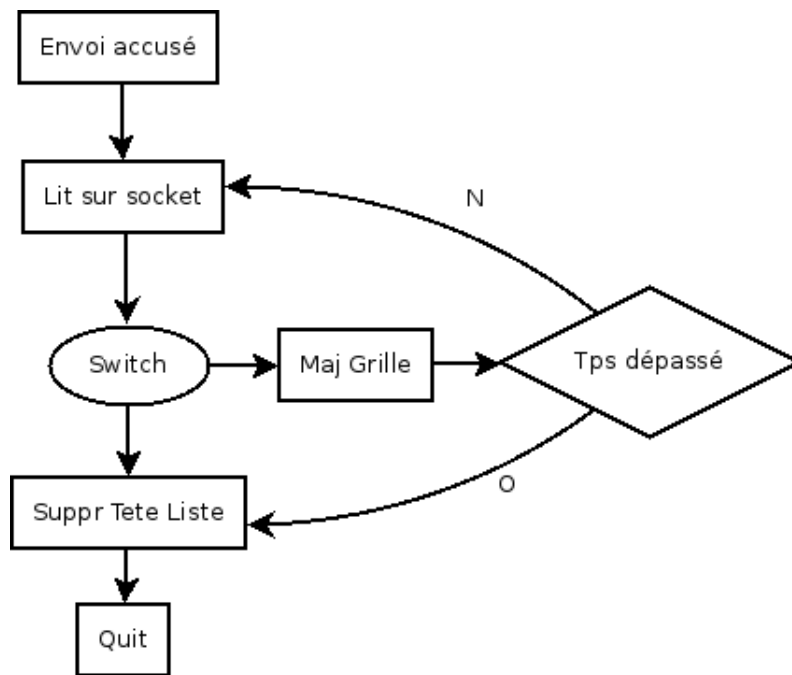 Envoi accusé
Lit sur socket
N
Switch
Maj Grille
Tps dépassé
O
Suppr Tete Liste
Quit